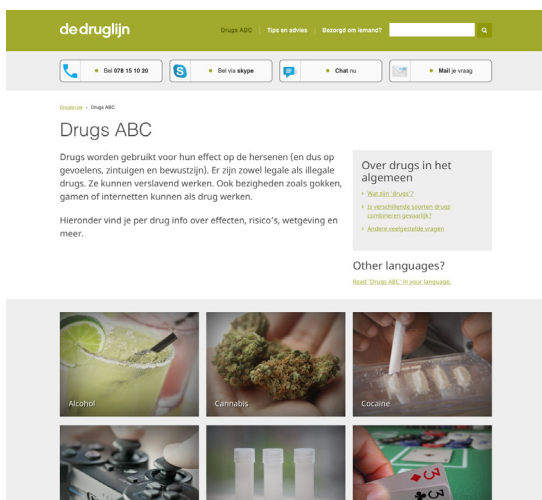 de druglijn
Drugs ABC
Tips en advies
Bezorgd om iemand?
Bel 078 15 10 20
Bel via skype
Chat nu
Mail je vraag
Druglijn.be › Drugs ABC
Drugs ABC
Drugs worden gebruikt voor hun effect op de hersenen (en dus op
gevoelens, zintuigen en bewustzijn). Er zijn zowel legale als illegale
drugs. Ze kunnen verslavend werken. Ook bezigheden zoals gokken,
gamen of internetten kunnen als drug werken.
Hieronder vind je per drug info over effecten, risico's, wetgeving en
meer.
Over drugs in het
algemeen
Wat zijn 'drugs'?
Is verschillende soorten drugs
combineren gevaarlijk?
Andere veelgestelde vragen
Other languages?
Read 'Drugs ABC' in your language.
Alcohol
Cannabis
Cocaïne